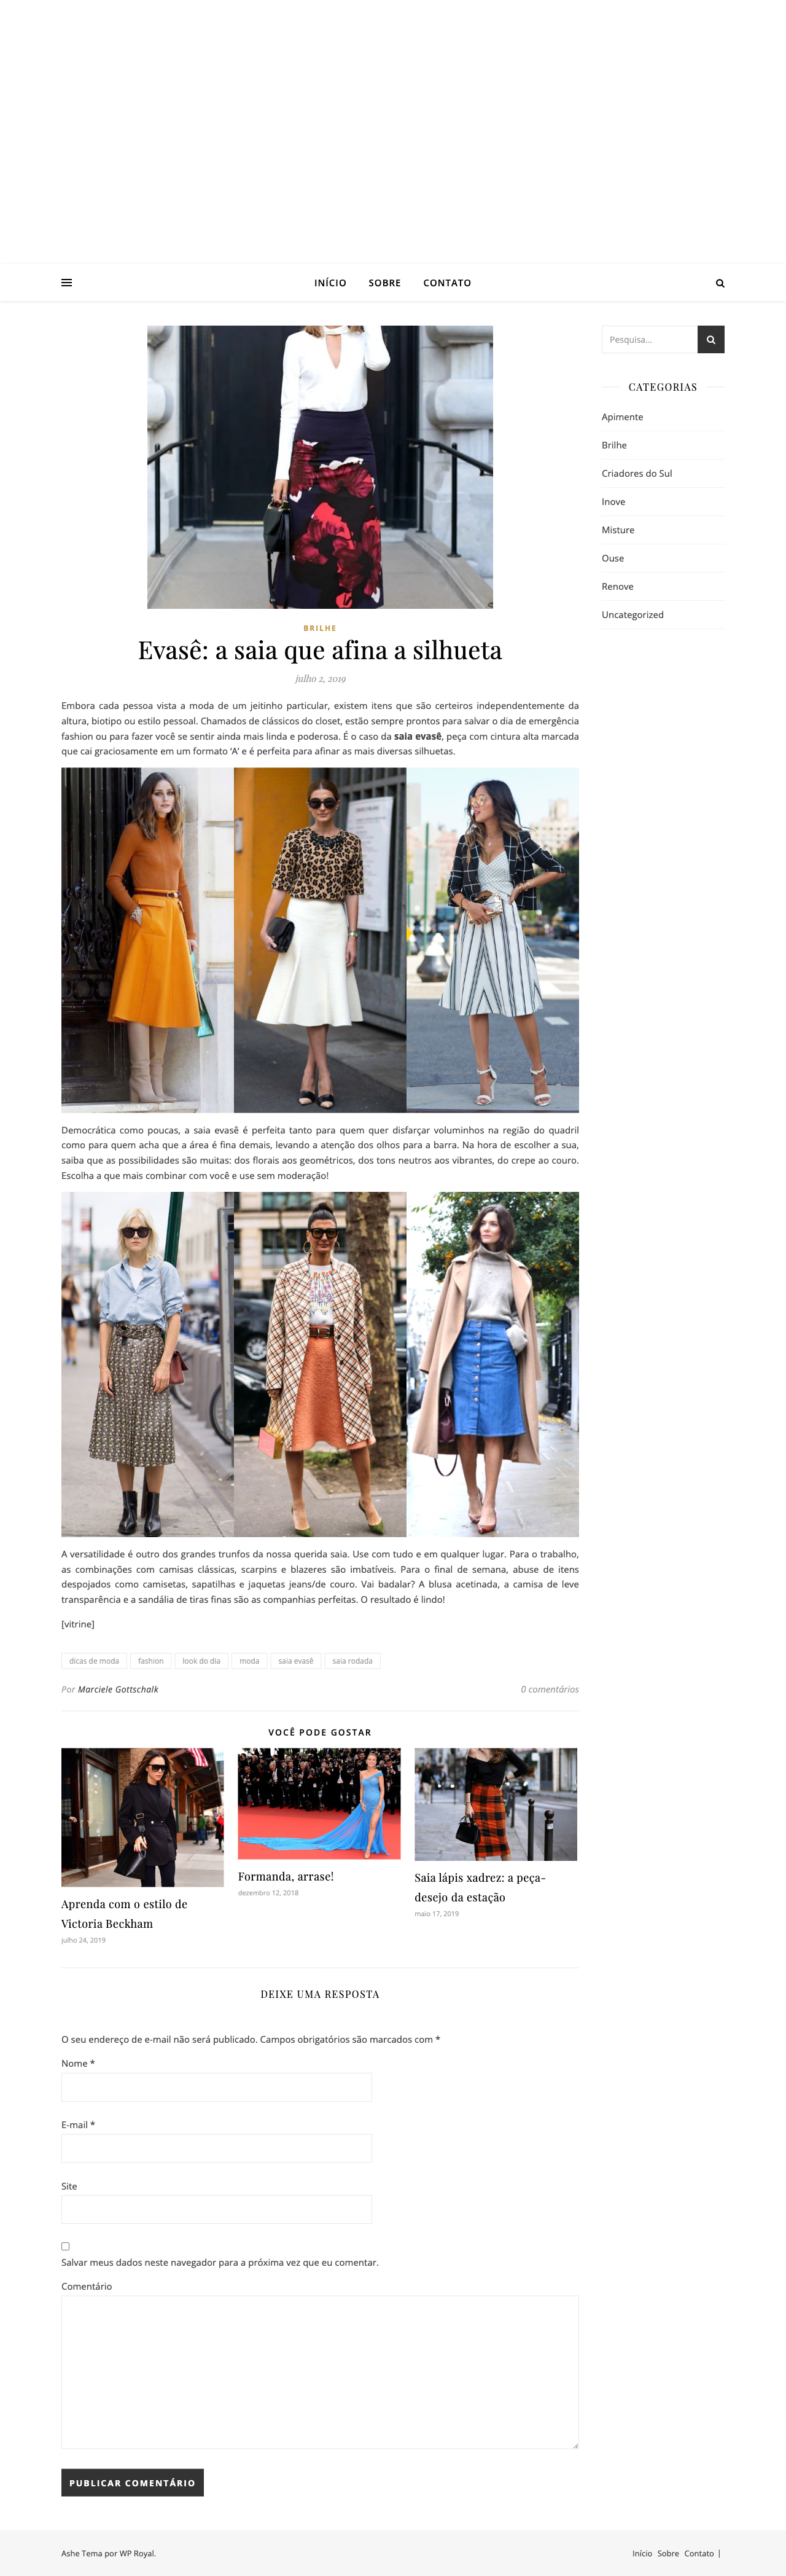 INÍCIO SOBRE CONTATO
BRILHE
Evasê: a saia que afina a silhueta
julho 2, 2019
Embora cada pessoa vista a moda de um jeitinho particular, existem itens que são certeiros independentemente da
altura, biotipo ou estilo pessoal. Chamados de clássicos do closet, estão sempre prontos para salvar o dia de emergência
fashion ou para fazer você se sentir ainda mais linda e poderosa. É o caso da saia evasê, peça com cintura alta marcada
que cai graciosamente em um formato ‘A’ e é perfeita para afinar as mais diversas silhuetas.
Democrática como poucas, a saia evasê é perfeita tanto para quem quer disfarçar voluminhos na região do quadril
como para quem acha que a área é fina demais, levando a atenção dos olhos para a barra. Na hora de escolher a sua,
saiba que as possibilidades são muitas: dos florais aos geométricos, dos tons neutros aos vibrantes, do crepe ao couro.
Escolha a que mais combinar com você e use sem moderação!
A versatilidade é outro dos grandes trunfos da nossa querida saia. Use com tudo e em qualquer lugar. Para o trabalho,
as combinações com camisas clássicas, scarpins e blazeres são imbatíveis. Para o final de semana, abuse de itens
despojados como camisetas, sapatilhas e jaquetas jeans/de couro. Vai badalar? A blusa acetinada, a camisa de leve
transparência e a sandália de tiras finas são as companhias perfeitas. O resultado é lindo!
[vitrine]
dicas de moda fashion look do dia moda saia evasê saia rodada
Por Marciele Gottschalk 0 comentários
VOCÊ PODE GOSTAR
Aprenda com o estilo de
Victoria Beckham
julho 24, 2019
Formanda, arrase!
dezembro 12, 2018
Saia lápis xadrez: a peça-
desejo da estação
maio 17, 2019
DEIXE UMA RESPOSTA
O seu endereço de e-mail não será publicado. Campos obrigatórios são marcados com *
Nome *
E-mail *
Site
Salvar meus dados neste navegador para a próxima vez que eu comentar.
Comentário
PUBLICAR COMENTÁRIO
Pesquisa...
CATEGORIAS
Apimente
Brilhe
Criadores do Sul
Inove
Misture
Ouse
Renove
Uncategorized
Ashe Tema por WP Royal. Início Sobre Contato |